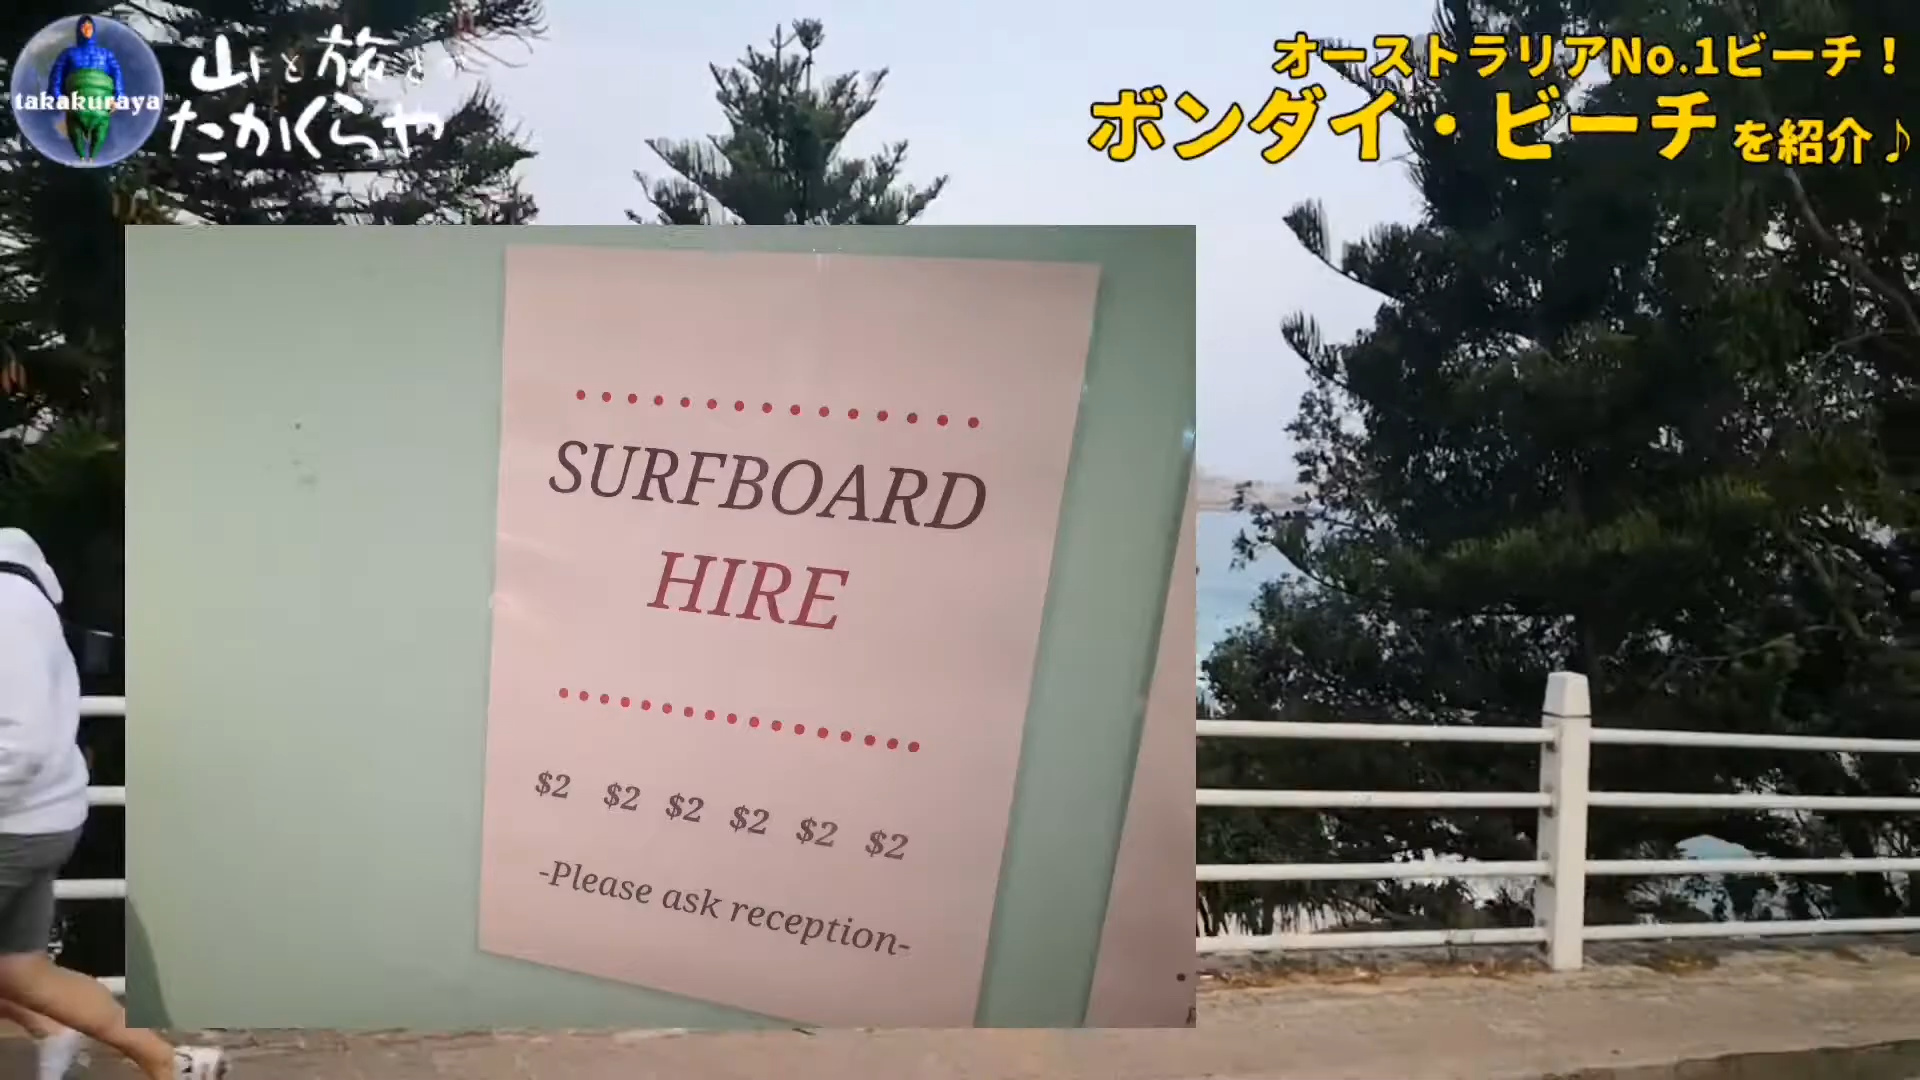 takakuraya
山と旅と
たかくらや
オーストラリアNo.1ビーチ！
ボンダイ・ビーチを紹介♪
SURFBOARD
HIRE
$2 $2 $2 $2 $2 $2
-Please ask reception-